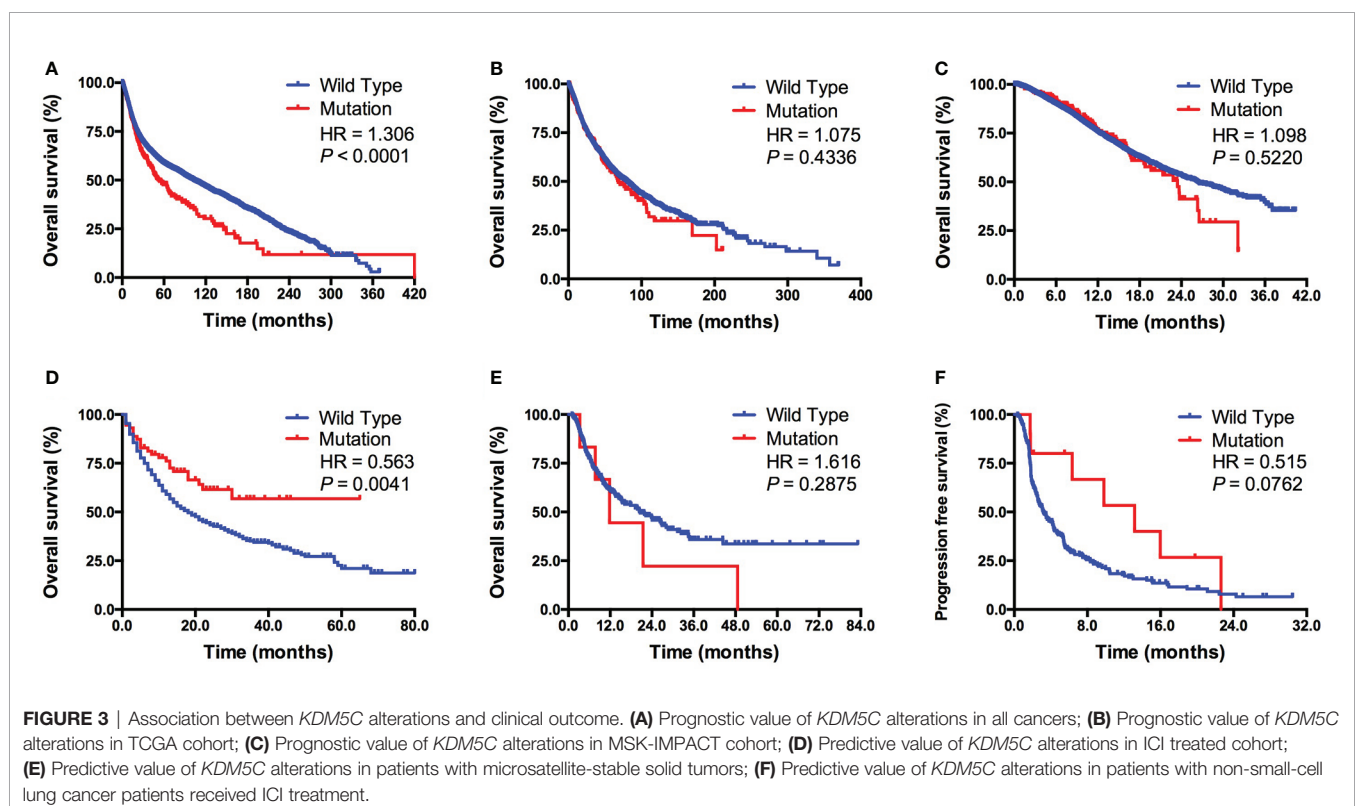 A
Overall survival (%)
100.0
75.0
50.0
25.0
0.0
Wild Type
Mutation
HR = 1.306
P < 0.0001
0 60 120 180 240 300 360 420
Time (months)
B
Overall survival (%)
100.0
75.0
50.0
25.0
0.0
Wild Type
Mutation
HR = 1.075
P = 0.4336
0 100 200 300 400
Time (months)
C
Overall survival (%)
100.0
75.0
50.0
25.0
0.0
Wild Type
Mutation
HR = 1.098
P = 0.5220
0.0 6.0 12.0 18.0 24.0 30.0 36.0 42.0
Time (months)
D
Overall survival (%)
100.0
75.0
50.0
25.0
0.0
Wild Type
Mutation
HR = 0.563
P = 0.0041
0.0 20.0 40.0 60.0 80.0
Time (months)
E
Overall survival (%)
100.0
75.0
50.0
25.0
0.0
Wild Type
Mutation
HR = 1.616
P = 0.2875
0.0 12.0 24.0 36.0 48.0 60.0 72.0 84.0
Time (months)
F
Progression free survival (%)
100.0
75.0
50.0
25.0
0.0
Wild Type
Mutation
HR = 0.515
P = 0.0762
0.0 8.0 16.0 24.0 32.0
Time (months)
FIGURE 3 | Association between KDM5C alterations and clinical outcome. (A) Prognostic value of KDM5C alterations in all cancers; (B) Prognostic value of KDM5C
alterations in TCGA cohort; (C) Prognostic value of KDM5C alterations in MSK-IMPACT cohort; (D) Predictive value of KDM5C alterations in ICI treated cohort;
(E) Predictive value of KDM5C alterations in patients with microsatellite-stable solid tumors; (F) Predictive value of KDM5C alterations in patients with non-small-cell
lung cancer patients received ICI treatment.